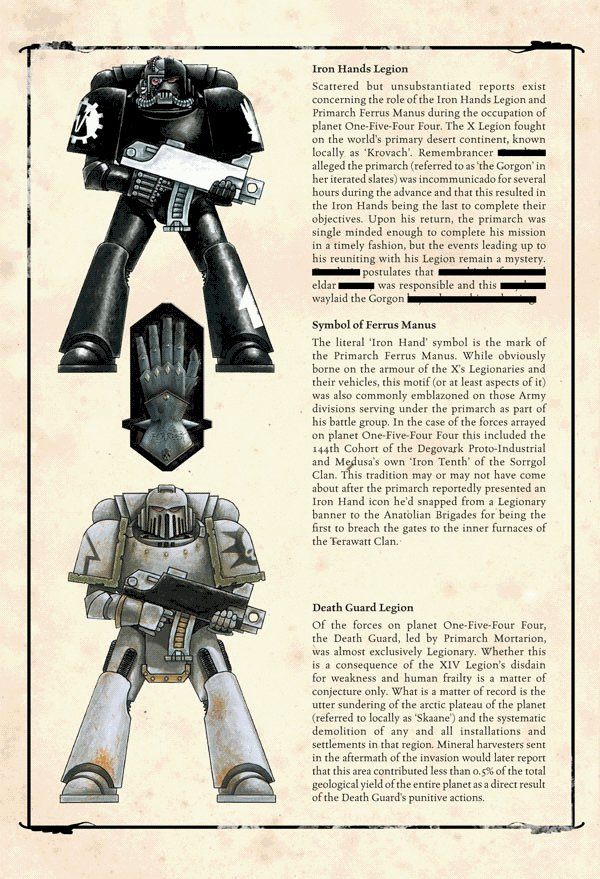 Iron Hands Legion
Scattered but unsubstantiated reports exist
concerning the role of the Iron Hands Legion and
Primarch Ferrus Manus during the occupation of
planet One-Five-Four Four. The X Legion fought
on the world's primary desert continent, known
locally as 'Krovach'. Remembrancer
alleged the primarch (referred to as 'the Gorgon' in
her iterated slates) was incommunicado for several
hours during the advance and that this resulted in
the Iron Hands being the last to complete their
objectives. Upon his return, the primarch was
single minded enough to complete his mission
in a timely fashion, but the events leading up to
his reuniting with his Legion remain a mystery.
postulates that
eldar was responsible and this
waylaid the Gorgon
Symbol of Ferrus Manus
The literal 'Iron Hand' symbol is the mark of
the Primarch Ferrus Manus. While obviously
borne on the armour of the X's Legionaries and
their vehicles, this motif (or at least aspects of it)
was also commonly emblazoned on those Army
divisions serving under the primarch as part of
his battle group. In the case of the forces arrayed
on planet One-Five-Four Four this included the
144th Cohort of the Degovark Proto-Industrial
and Medusa's own 'Iron Tenth' of the Sorrgol
Clan. This tradition may or may not have come
about after the primarch reportedly presented an
Iron Hand icon he'd snapped from a Legionary
banner to the Anatolian Brigades for being the
first to breach the gates to the inner furnaces of
the Terawatt Clan.
Death Guard Legion
Of the forces on planet One-Five-Four Four,
the Death Guard, led by Primarch Mortarion,
was almost exclusively Legionary. Whether this
is a consequence of the XIV Legion's disdain
for weakness and human frailty is a matter of
conjecture only. What is a matter of record is the
utter sundering of the arctic plateau of the planet
(referred to locally as 'Skaane') and the systematic
demolition of any and all installations and
settlements in that region. Mineral harvesters sent
in the aftermath of the invasion would later report
that this area contributed less than 0.5% of the total
geological yield of the entire planet as a direct result
of the Death Guard's punitive actions.